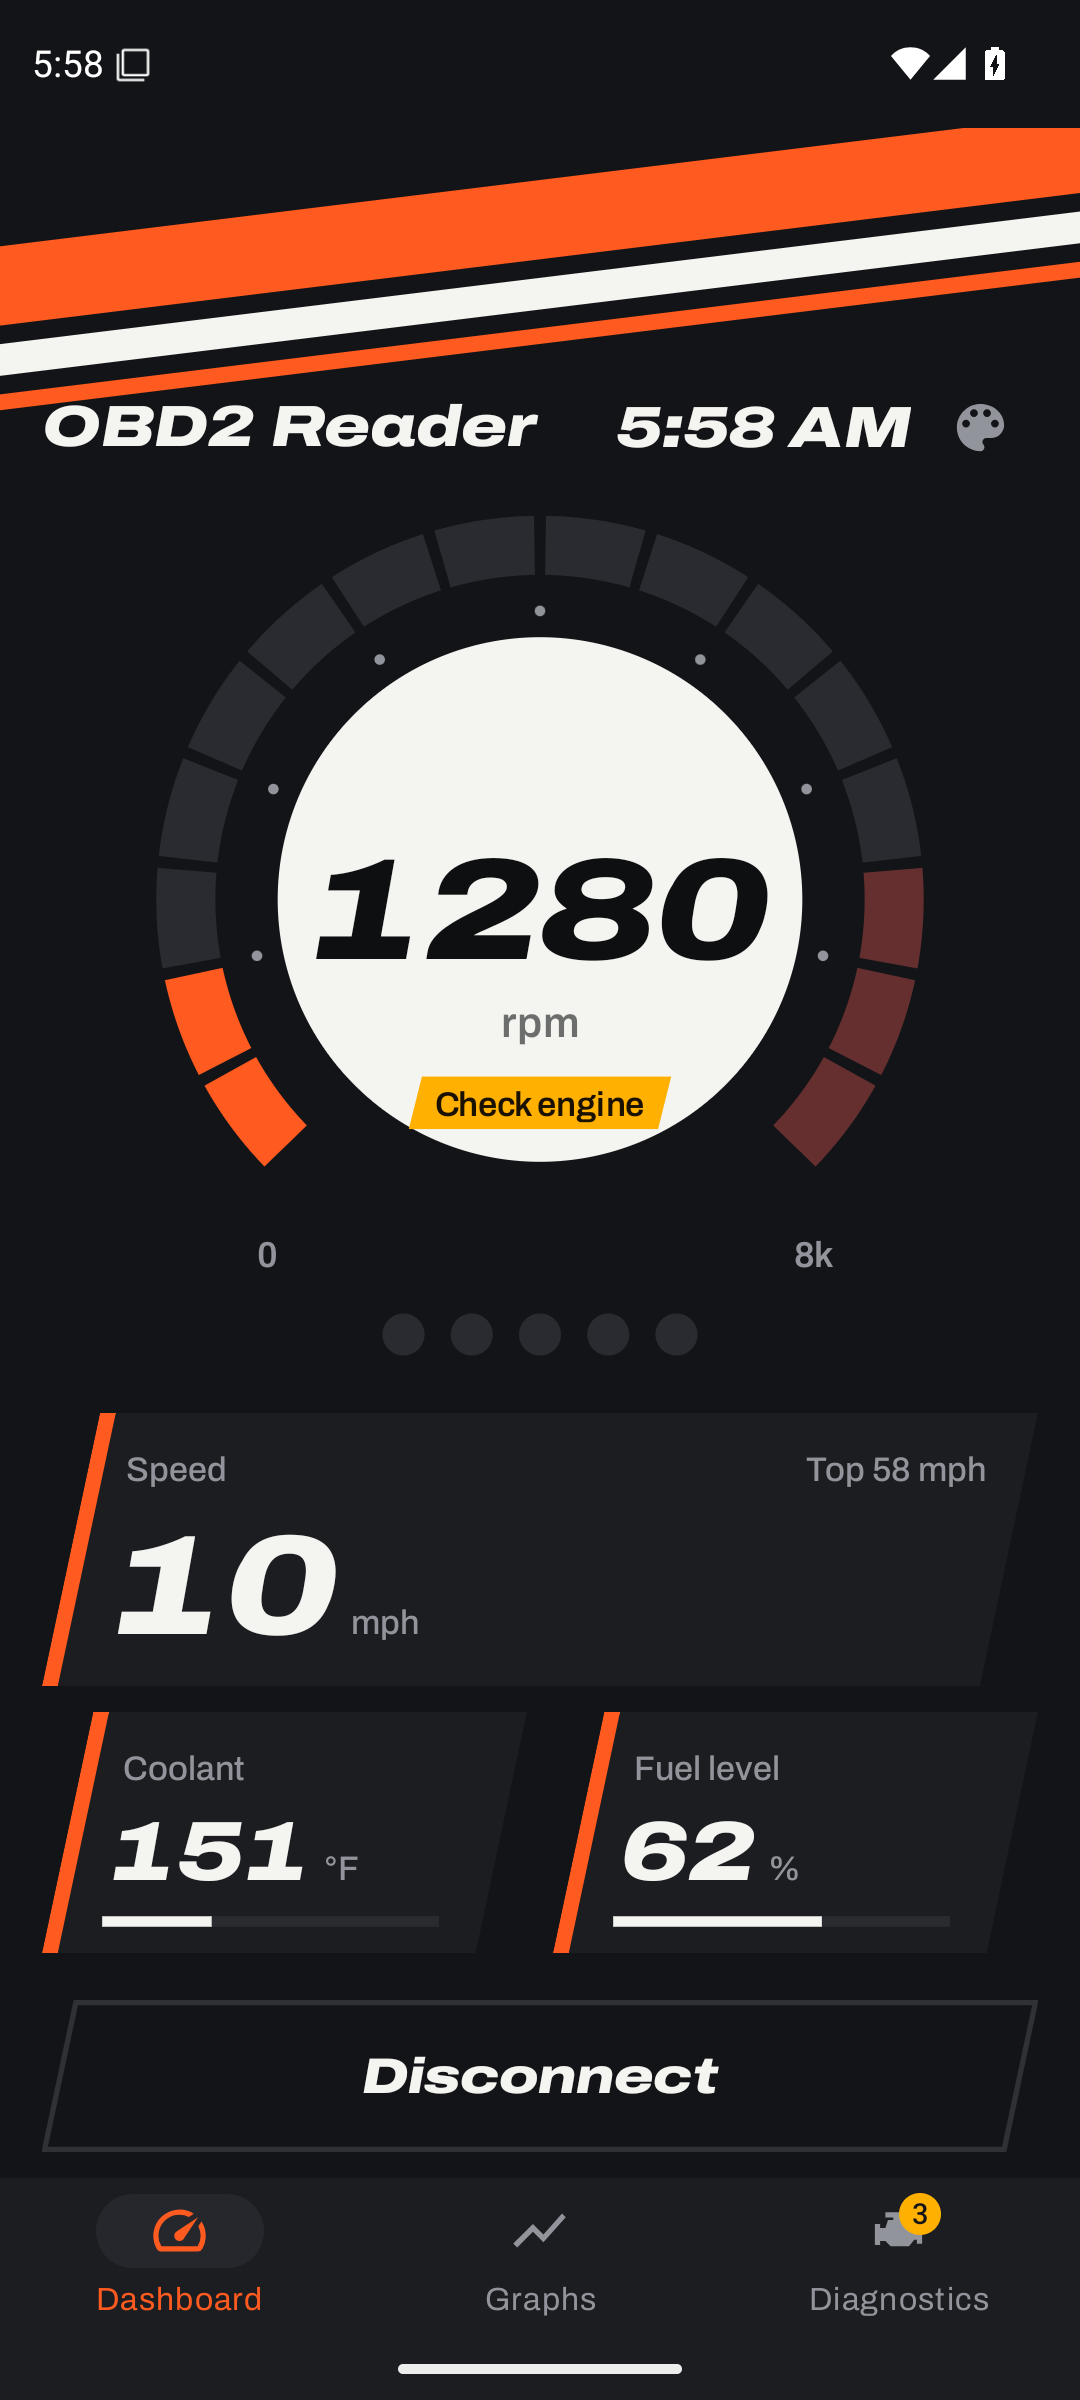 5:58
OBD2 Reader 5:58 AM
1280
rpm
Check engine
0 8k
Speed Top 58 mph
10 mph
Coolant Fuel level
151 °F 62 %
Disconnect
3
Dashboard Graphs Diagnostics